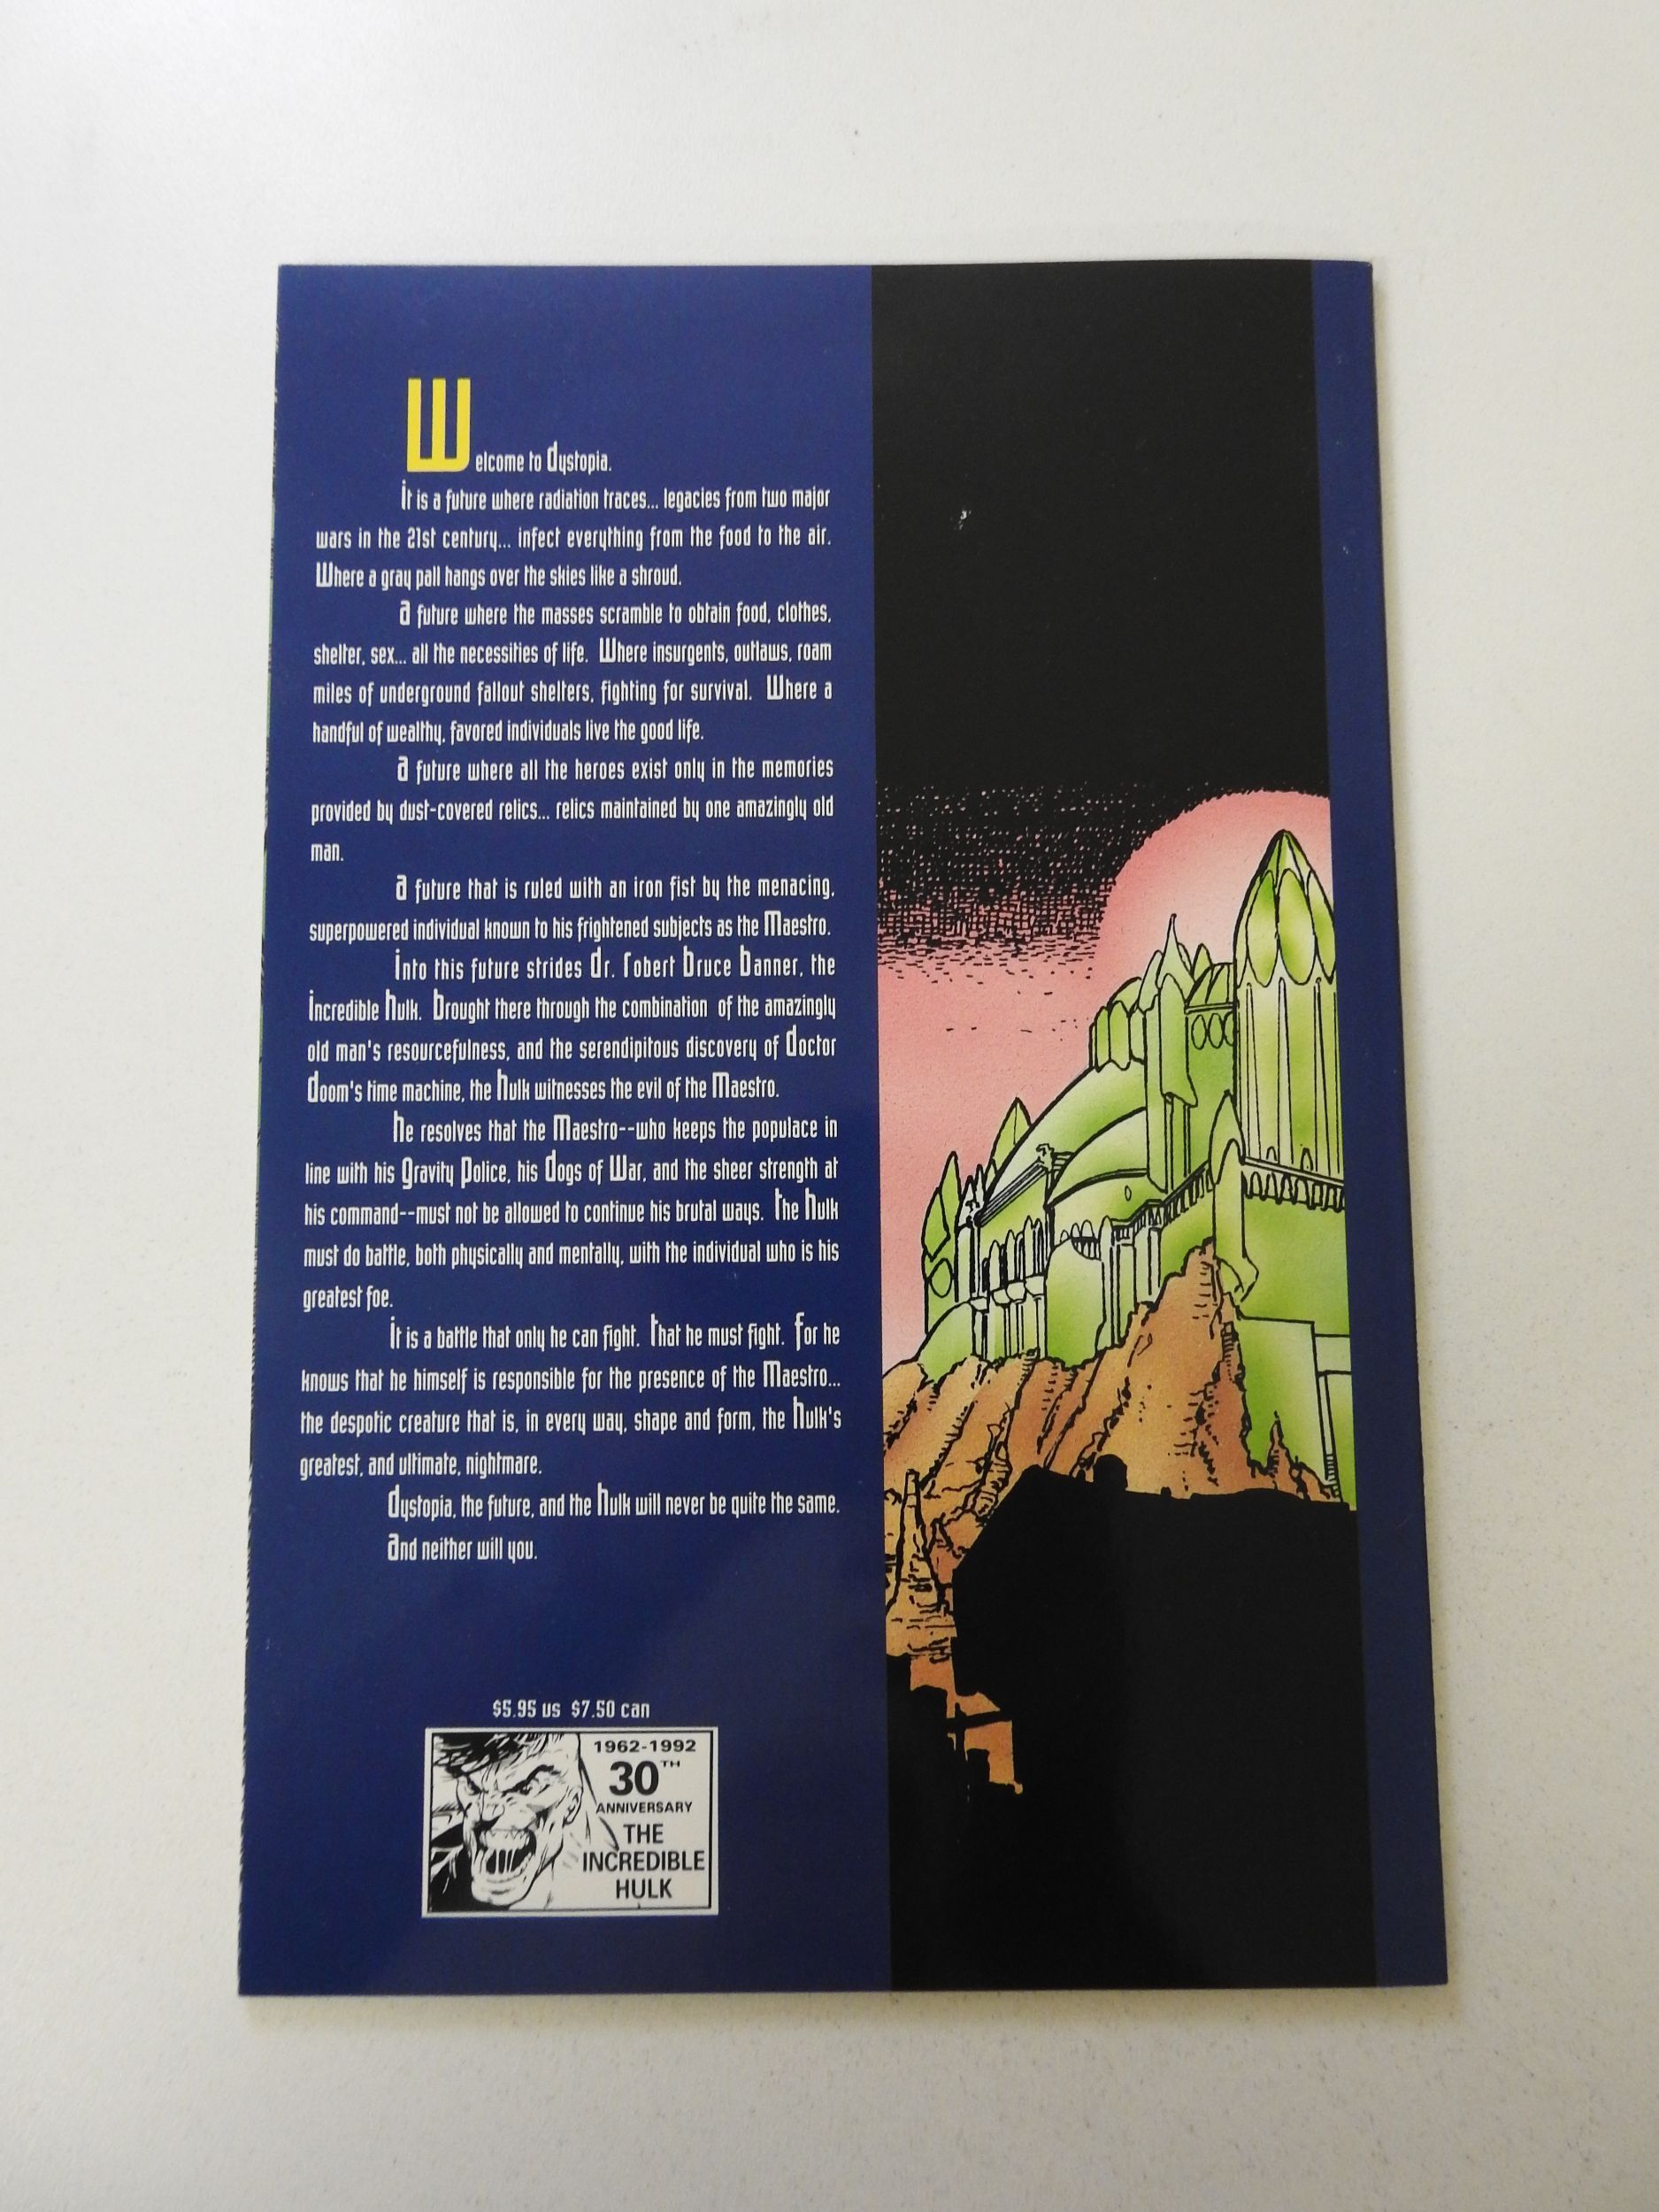 Welcome to dystopia.
It is a future where radiation traces... legacies from two major
wars in the 21st century... infect everything from the food to the air.
Where a gray pall hangs over the skies like a shroud.
a future where the masses scramble to obtain food, clothes,
shelter, sex... all the necessities of life. Where insurgents, outlaws, roam
miles of underground fallout shelters, fighting for survival. Where a
handful of wealthy, favored individuals live the good life.
a future where all the heroes exist only in the memories
provided by dust-covered relics... relics maintained by one amazingly old
man.
a future that is ruled with an iron fist by the menacing,
superpowered individual known to his frightened subjects as the Maestro.
Into this future strides dr. robert bruce banner, the
Incredible hulk. brought there through the combination of the amazingly
old man's resourcefulness, and the serendipitous discovery of doctor
doom's time machine, the hulk witnesses the evil of the Maestro.
he resolves that the Maestro--who keeps the populace in
line with his gravity police, his dogs of War, and the sheer strength at
his command--must not be allowed to continue his brutal ways. the hulk
must do battle, both physically and mentally, with the individual who is his
greatest foe.
It is a battle that only he can fight. that he must fight. for he
knows that he himself is responsible for the presence of the Maestro...
the despotic creature that is, in every way, shape and form, the hulk's
greatest, and ultimate, nightmare.
dystopia, the future, and the hulk will never be quite the same.
and neither will you.
$5.95 us $7.50 can
1962-1992
30TH
ANNIVERSARY
THE
INCREDIBLE
HULK